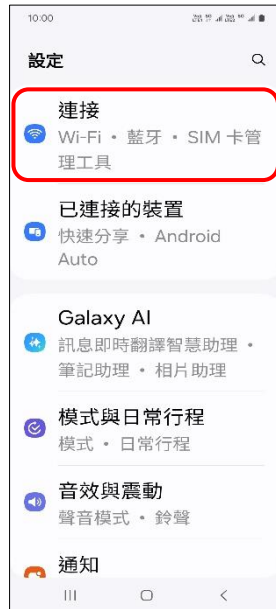 10:00
設定
連接
Wi-Fi • 藍牙 • SIM 卡管
理工具
已連接的裝置
快速分享 • Android
Auto
Galaxy AI
訊息即時翻譯智慧助理 •
筆記助理 • 相片助理
模式與日常行程
模式 • 日常行程
音效與震動
聲音模式 • 鈴聲
通知